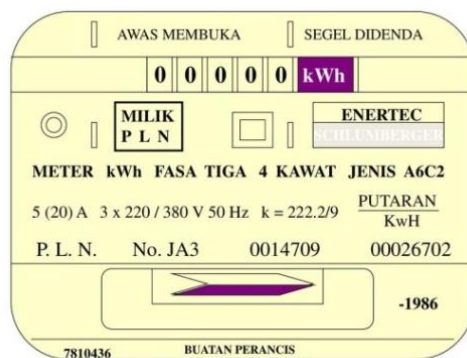 AWAS MEMBUKA SEGEL DIDENDA
0 0 0 0 0 kWh
MILIK
P L N
ENERTEC
SCHLUMBERGER
METER kWh FASA TIGA 4 KAWAT JENIS A6C2
5 (20) A 3 x 220 / 380 V 50 Hz k = 222.2/9 PUTARAN
KwH
P. L. N. No. JA3 0014709 00026702
-1986
7810436 BUATAN PERANCIS